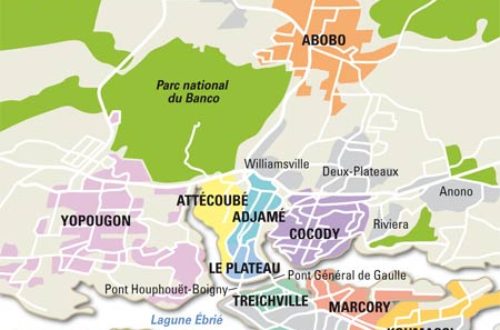 ABOBO
Parc national
du Banco
Williamsville
Deux-Plateaux
Anono
ATTÉCOUBÉ
ADJAMÉ
YOPOUGON
COCODY
Riviera
LE PLATEAU
Pont Général de Gaulle
Pont Houphouët-Boigny
TREICHVILLE
MARCORY
Lagune Ébrié
KOUMASSI